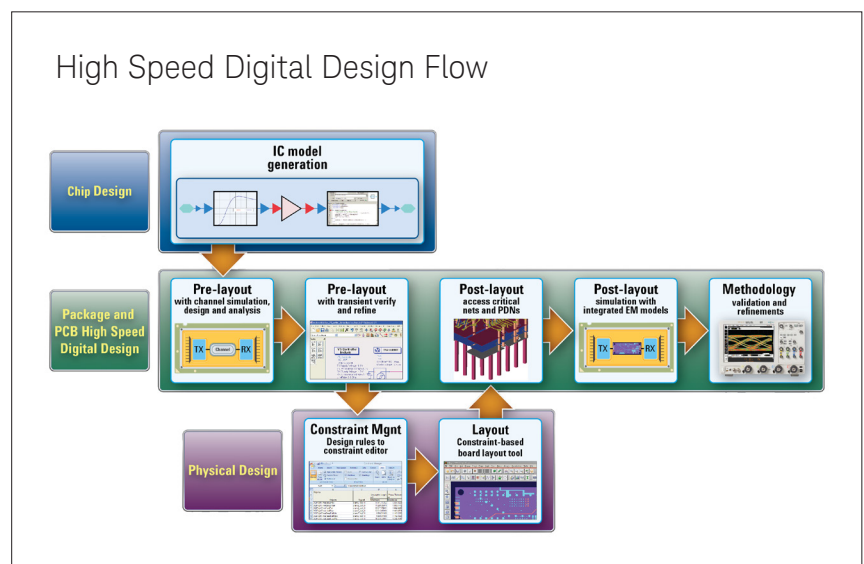 High Speed Digital Design Flow
Chip Design
IC model
generation
Package and
PCB High Speed
Digital Design
Pre-layout
with channel simulation,
design and analysis
TX
Channel
RX
Pre-layout
with transient verify
and refine
Post-layout
access critical
nets and PDNs
Post-layout
simulation with
integrated EM models
TX
RX
Methodology
validation and
refinements
Physical Design
Constraint Mgnt
Design rules to
constraint editor
Layout
Constraint-based
board layout tool